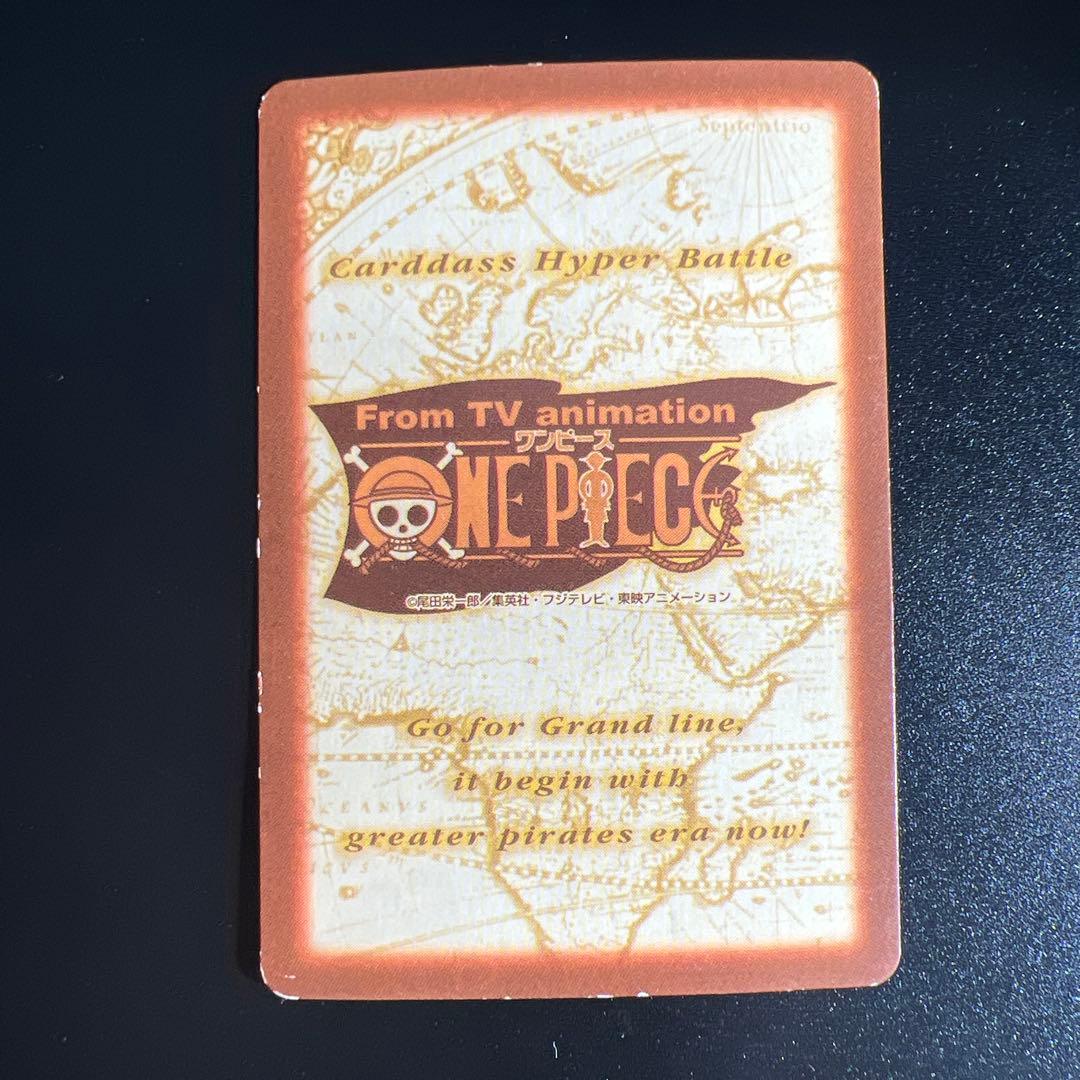 Septentrio
Carddass Hyper Battle
From TV animation
ワンピース
ONE PIECE
©尾田栄一郎／集英社・フジテレビ・東映アニメーション
Go for Grand line,
it begin with
greater pirates era now!